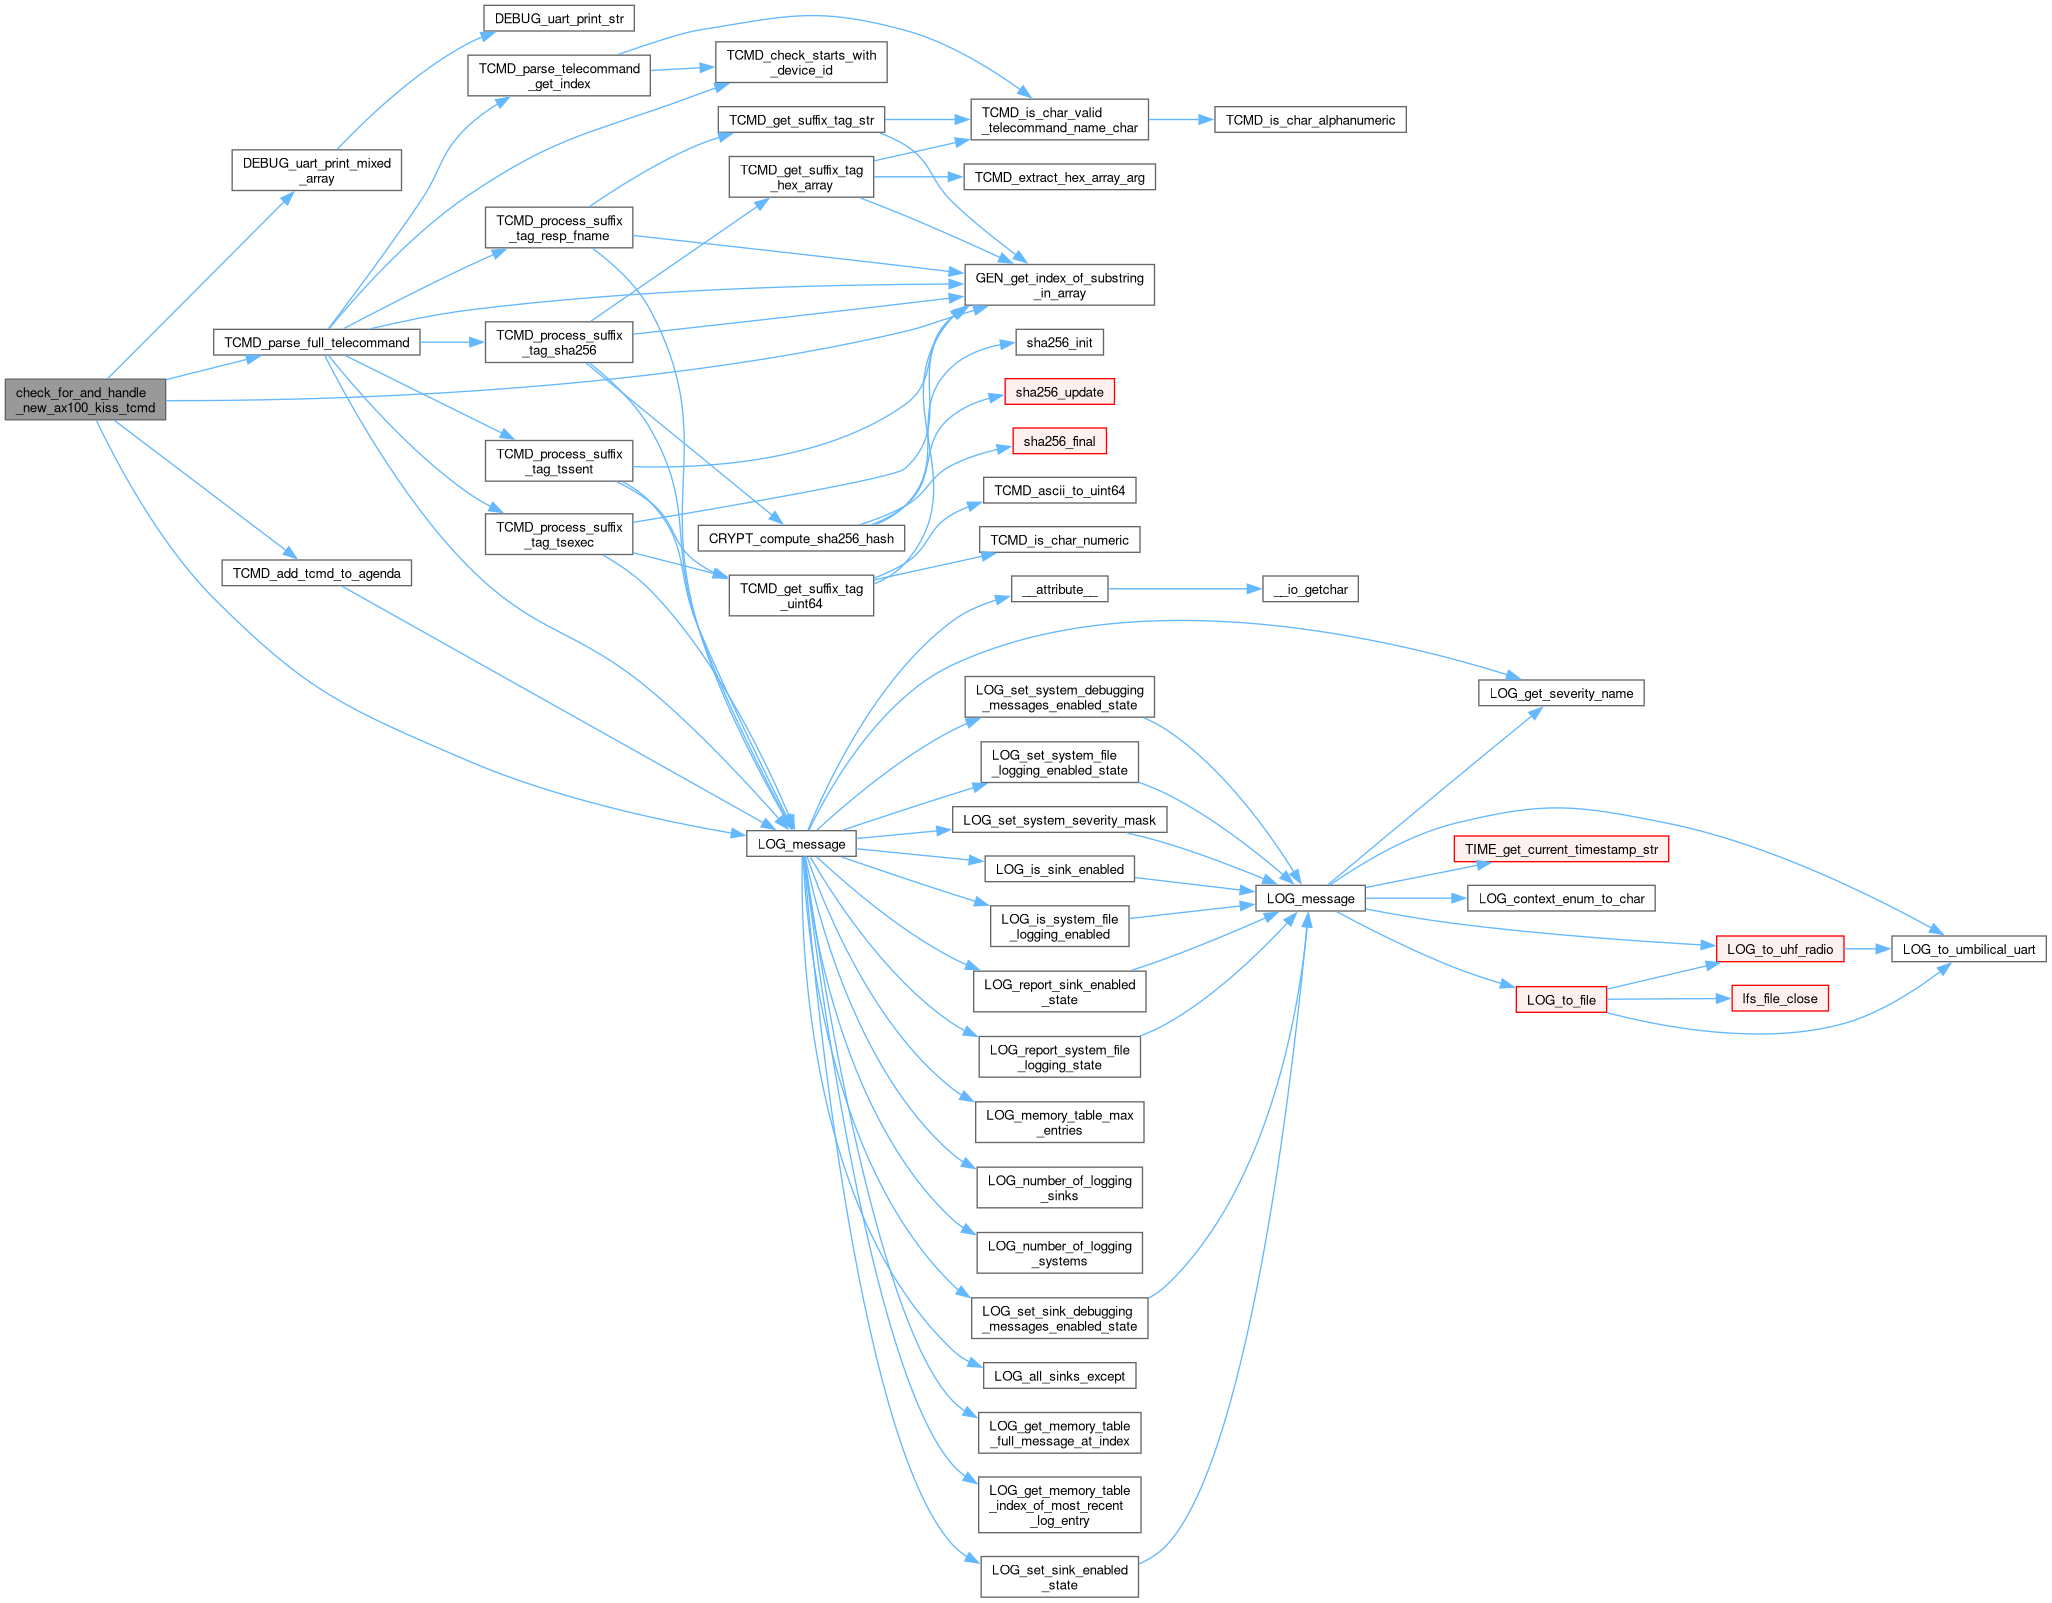 check_for_and_handle
_new_ax100_kiss_tcmd
DEBUG_uart_print_mixed
_array
TCMD_parse_full_telecommand
TCMD_add_tcmd_to_agenda
DEBUG_uart_print_str
TCMD_parse_telecommand
_get_index
TCMD_process_suffix
_tag_resp_fname
TCMD_process_suffix
_tag_sha256
TCMD_process_suffix
_tag_tssent
TCMD_process_suffix
_tag_tsexec
TCMD_check_starts_with
_device_id
TCMD_get_suffix_tag_str
TCMD_get_suffix_tag
_hex_array
CRYPT_compute_sha256_hash
TCMD_get_suffix_tag
_uint64
LOG_message
TCMD_is_char_valid
_telecommand_name_char
TCMD_extract_hex_array_arg
GEN_get_index_of_substring
_in_array
sha256_init
sha256_update
sha256_final
TCMD_ascii_to_uint64
TCMD_is_char_numeric
__attribute__
LOG_set_system_debugging
_messages_enabled_state
LOG_set_system_file
_logging_enabled_state
LOG_set_system_severity_mask
LOG_is_sink_enabled
LOG_is_system_file
_logging_enabled
LOG_report_sink_enabled
_state
LOG_report_system_file
_logging_state
LOG_memory_table_max
_entries
LOG_number_of_logging
_sinks
LOG_number_of_logging
_systems
LOG_set_sink_debugging
_messages_enabled_state
LOG_all_sinks_except
LOG_get_memory_table
_full_message_at_index
LOG_get_memory_table
_index_of_most_recent
_log_entry
LOG_set_sink_enabled
_state
TCMD_is_char_alphanumeric
__io_getchar
LOG_message
LOG_get_severity_name
TIME_get_current_timestamp_str
LOG_context_enum_to_char
LOG_to_file
LOG_to_uhf_radio
lfs_file_close
LOG_to_umbilical_uart